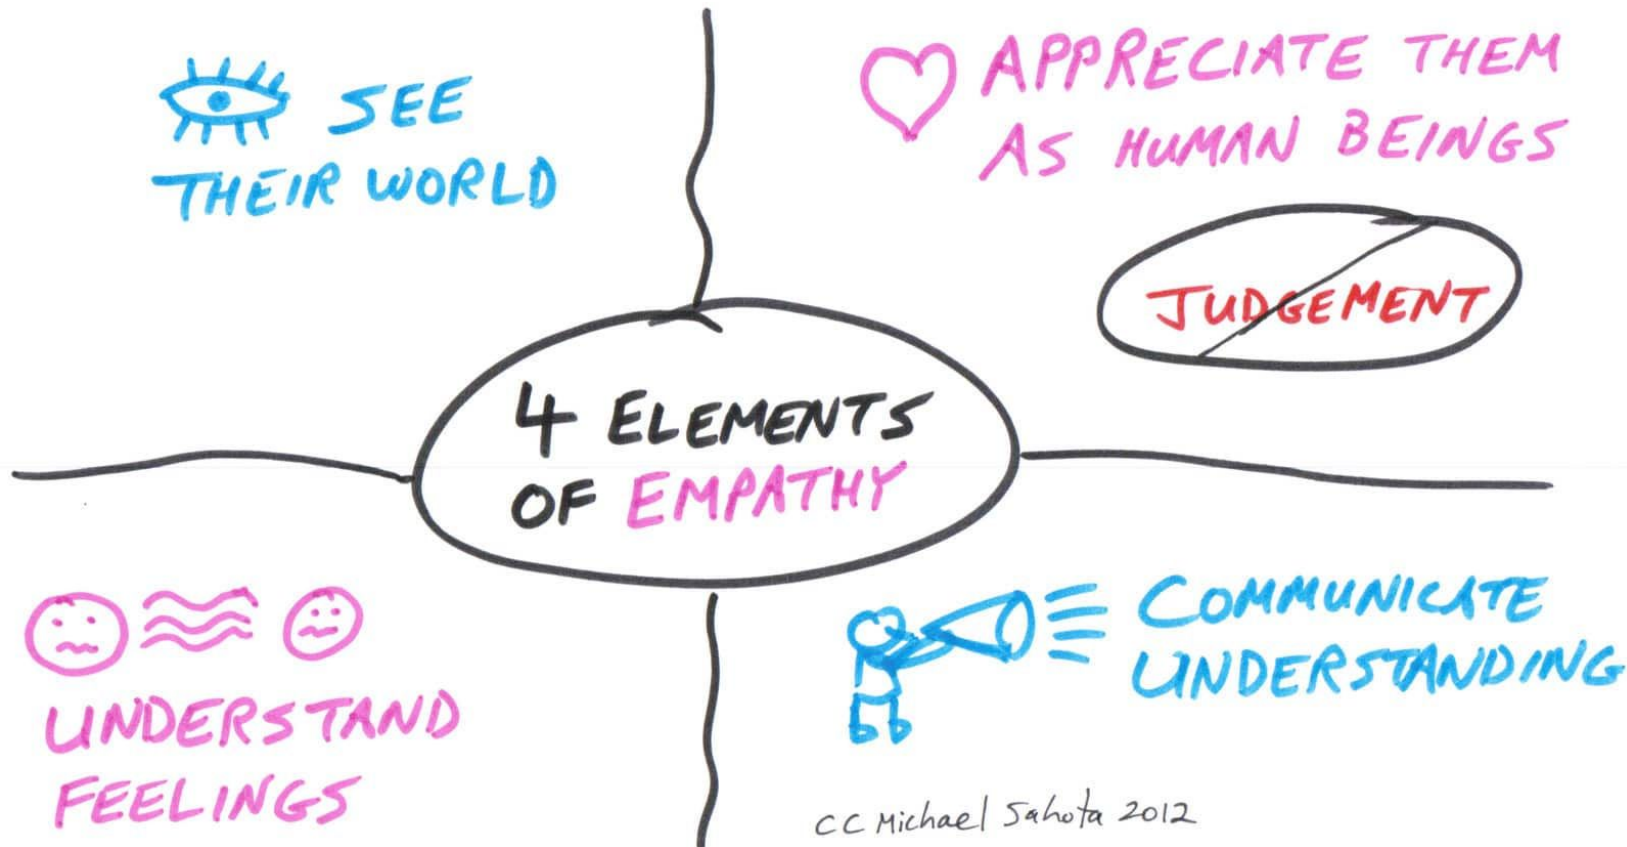 SEE
THEIR WORLD
APPRECIATE THEM
AS HUMAN BEINGS
JUDGEMENT
4 ELEMENTS
OF EMPATHY
UNDERSTAND
FEELINGS
COMMUNICATE
UNDERSTANDING
CC Michael Sahota 2012